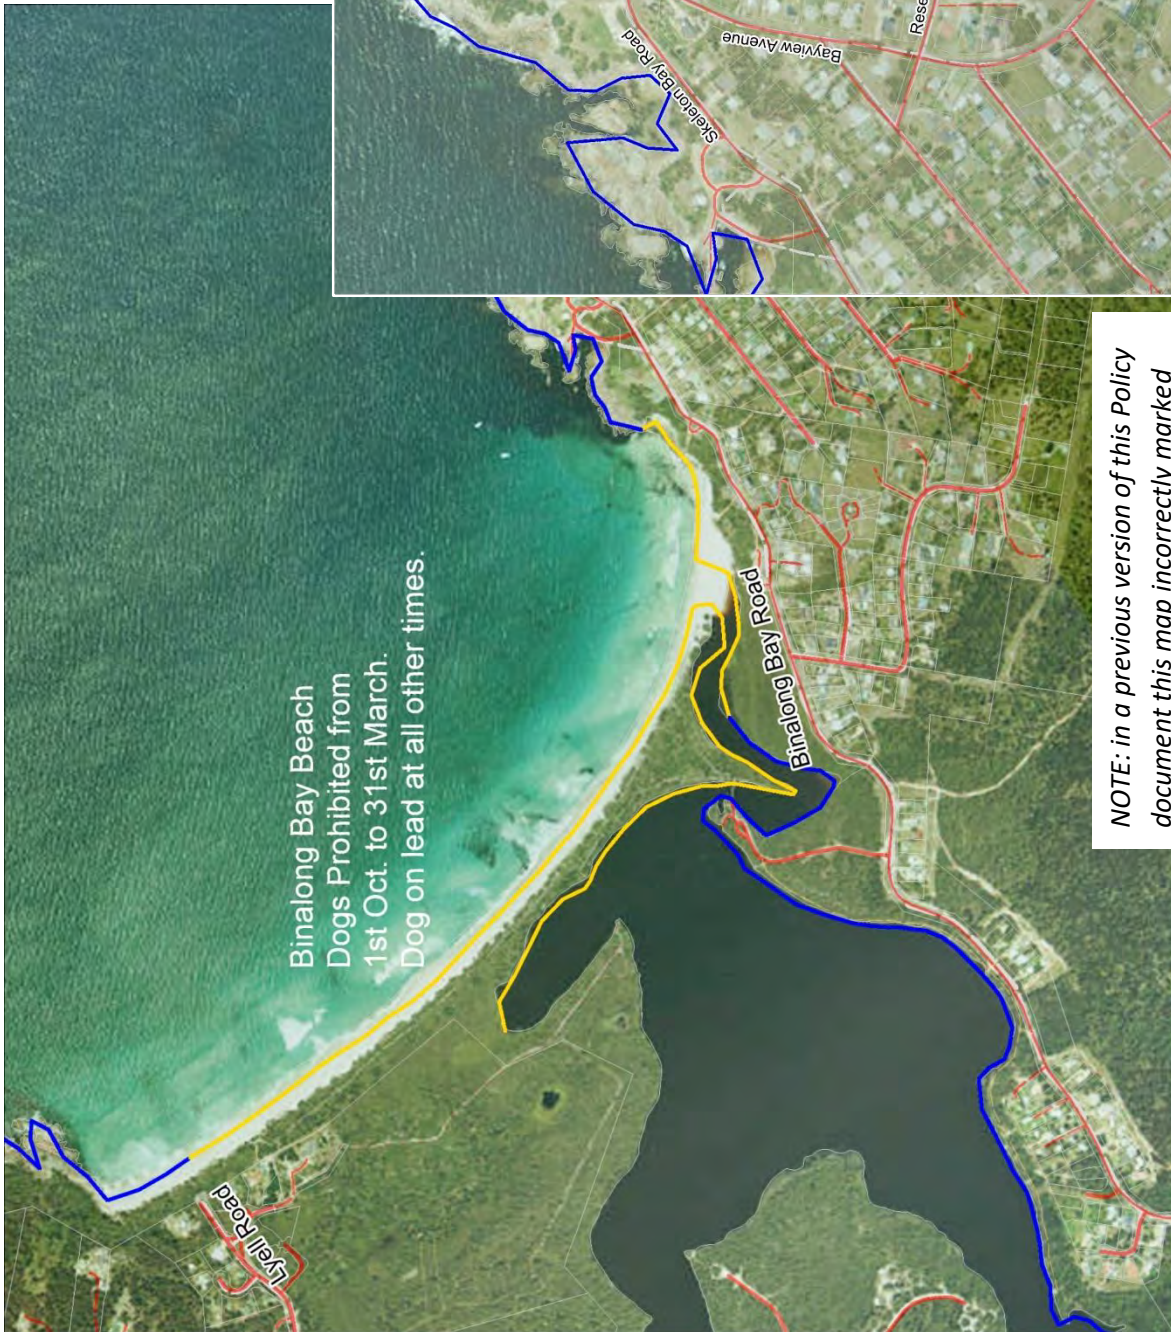 Skeleton Bay Road
Bayview Avenue
Rese
Binalong Bay Beach
Dogs Prohibited from
1st Oct. to 31st March.
Dog on lead at all other times.
Binalong Bay Road
Lyell Road
NOTE: in a previous version of this Policy
document this map incorrectly marked